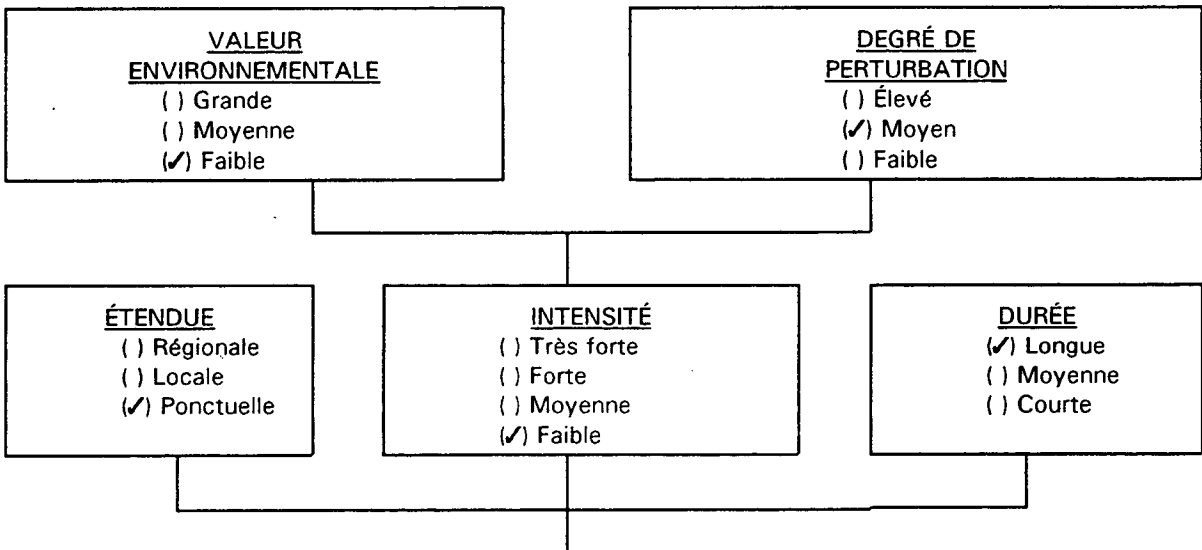 VALEUR
ENVIRONNEMENTALE
( ) Grande
( ) Moyenne
(✓) Faible
DEGRÉ DE
PERTURBATION
( ) Élevé
(✓) Moyen
( ) Faible
ÉTENDUE
( ) Régionale
( ) Locale
(✓) Ponctuelle
INTENSITÉ
( ) Très forte
( ) Forte
( ) Moyenne
(✓) Faible
DURÉE
(✓) Longue
( ) Moyenne
( ) Courte